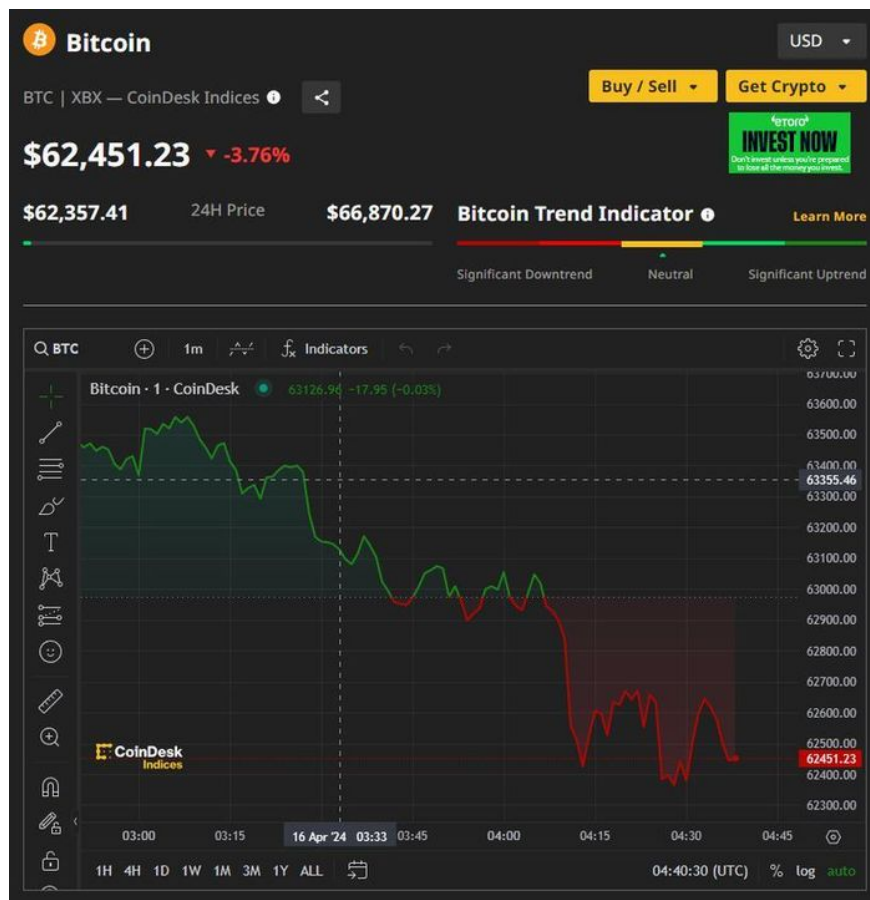 Bitcoin
USD
BTC | XBX — CoinDesk Indices
Buy / Sell
Get Crypto
$62,451.23 ▼ -3.76%
'eToro'
INVEST NOW
Don't invest unless you're prepared
to lose all the money you invest.
$62,357.41 24H Price $66,870.27
Bitcoin Trend Indicator
Learn More
Significant Downtrend Neutral Significant Uptrend
BTC 1m Indicators
Bitcoin · 1 · CoinDesk 63126.96 −17.95 (−0.03%)
63700.00
63600.00
63500.00
63400.00
63355.46
63300.00
63200.00
63100.00
63000.00
62900.00
62800.00
62700.00
62600.00
62500.00
62451.23
62400.00
62300.00
CoinDesk
Indices
03:00 03:15 16 Apr '24 03:33 03:45 04:00 04:15 04:30 04:45
1H 4H 1D 1W 1M 3M 1Y ALL 04:40:30 (UTC) % log auto